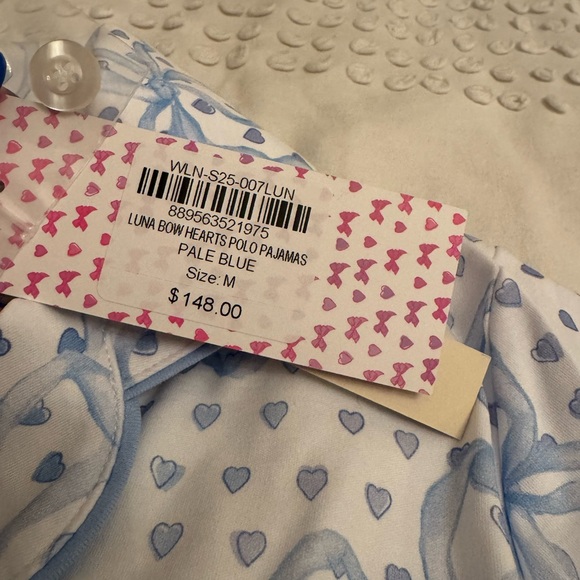 WLN-S25-007LUN
889563521975
LUNA BOW HEARTS POLO PAJAMAS
PALE BLUE
Size: M
$148.00